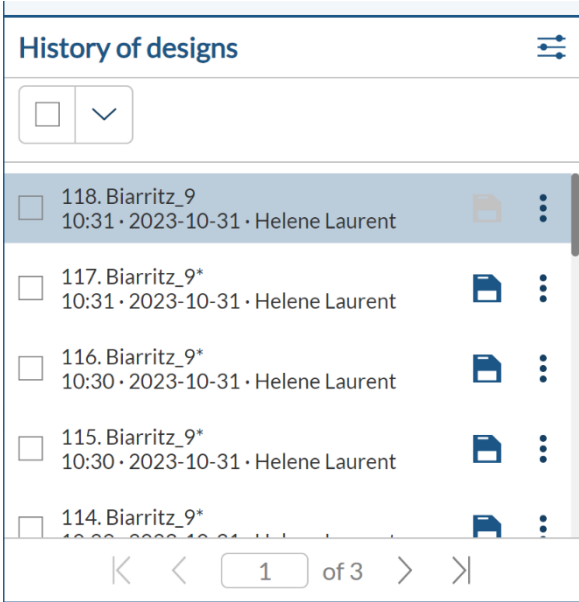 History of designs
118. Biarritz_9
10:31 · 2023-10-31 · Helene Laurent
117. Biarritz_9*
10:31 · 2023-10-31 · Helene Laurent
116. Biarritz_9*
10:30 · 2023-10-31 · Helene Laurent
115. Biarritz_9*
10:30 · 2023-10-31 · Helene Laurent
114. Biarritz_9*
1 of 3